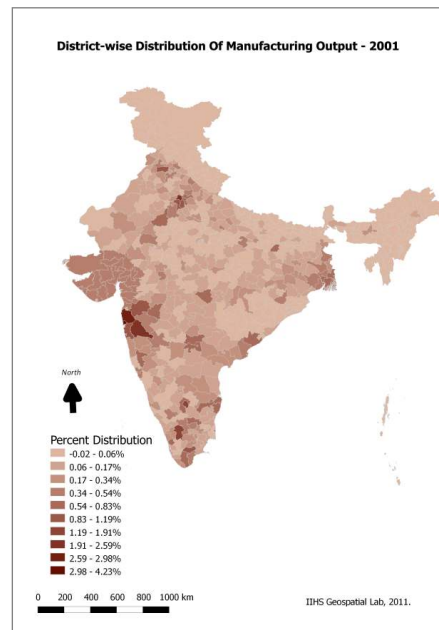 District-wise Distribution Of Manufacturing Output - 2001
North
Percent Distribution
-0.02 - 0.06%
0.06 - 0.17%
0.17 - 0.34%
0.34 - 0.54%
0.54 - 0.83%
0.83 - 1.19%
1.19 - 1.91%
1.91 - 2.59%
2.59 - 2.98%
2.98 - 4.23%
0 200 400 600 800 1000 km
IIHS Geospatial Lab, 2011.